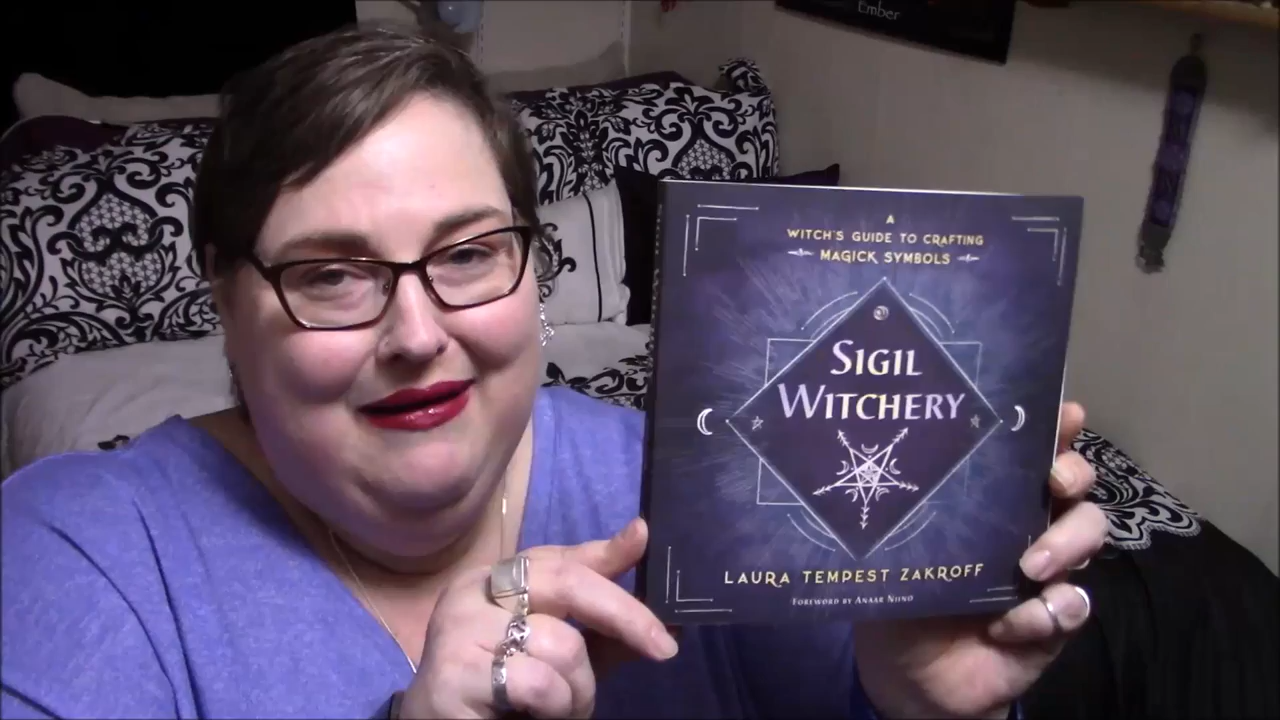 Ember
A
WITCH'S GUIDE TO CRAFTING
MAGICK SYMBOLS
SIGIL
WITCHERY
LAURA TEMPEST ZAKROFF
FOREWORD BY ANAAR NIINO